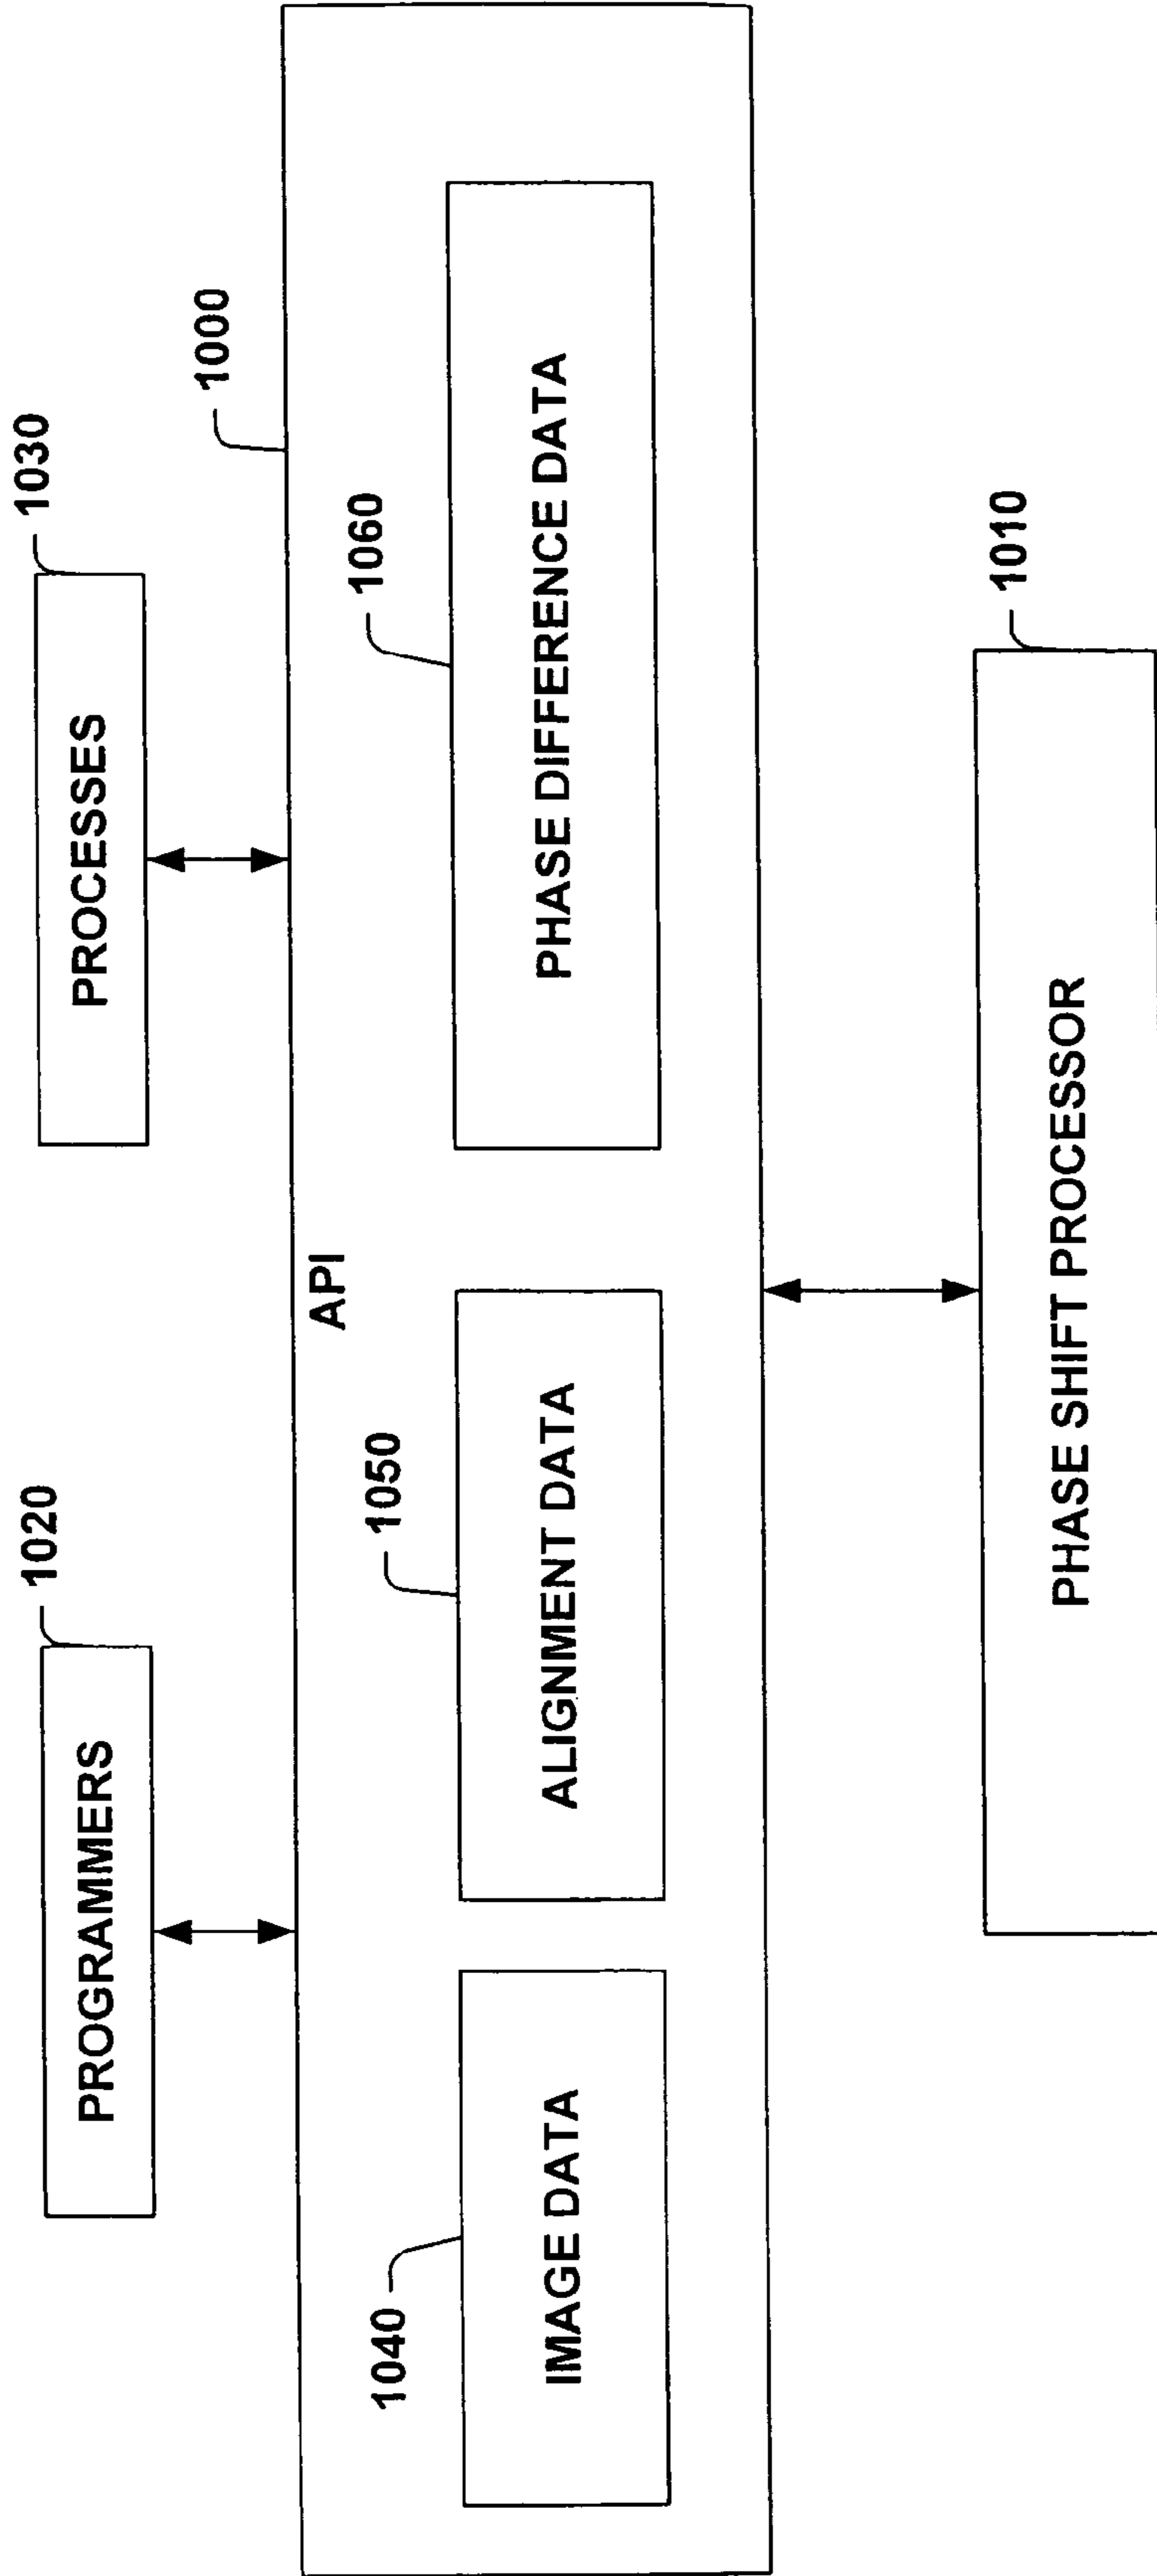 PROGRAMMERS
1020
PROCESSES
1030
1000
API
1040
IMAGE DATA
1050
ALIGNMENT DATA
1060
PHASE DIFFERENCE DATA
PHASE SHIFT PROCESSOR
1010